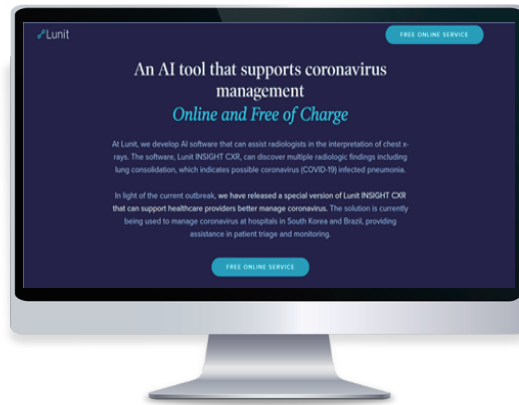 Lunit
FREE ONLINE SERVICE
An AI tool that supports coronavirus
management
Online and Free of Charge
At Lunit, we develop AI software that can assist radiologists in the interpretation of chest x-
rays. The software, Lunit INSIGHT CXR, can discover multiple radiologic findings including
lung consolidation, which indicates possible coronavirus (COVID-19) infected pneumonia.
In light of the current outbreak, we have released a special version of Lunit INSIGHT CXR
that can support healthcare providers better manage coronavirus. The solution is currently
being used to manage coronavirus at hospitals in South Korea and Brazil, providing
assistance in patient triage and monitoring.
FREE ONLINE SERVICE